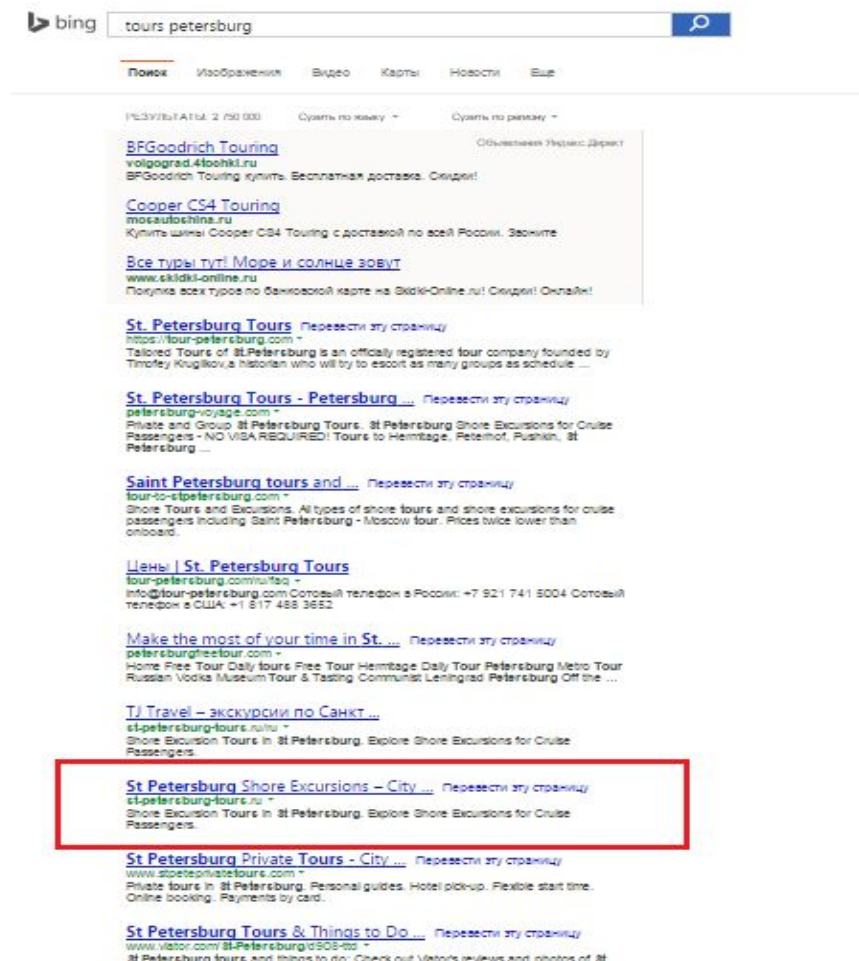 bing
tours petersburg
Поиск Изображения Видео Карты Новости Еще
РЕЗУЛЬТАТЫ: 2 750 000 Сузить по языку Сузить по региону
BFGoodrich Touring Объявления Яндекс.Директ
volgograd.4tochki.ru
BFGoodrich Touring купить. Бесплатная доставка. Скидки!
Cooper CS4 Touring
mosautoshina.ru
Купить шины Cooper CS4 Touring с доставкой по всей России. Звоните
Все туры тут! Море и солнце зовут
www.skidki-online.ru
Покупка всех туров по банковской карте на Skidki-Online.ru! Скидки! Онлайн!
St. Petersburg Tours Перевести эту страницу
https://tour-petersburg.com
Tailored Tours of St.Petersburg is an officially registered tour company founded by
Timofey Kruglikov,a historian who will try to escort as many groups as schedule ...
St. Petersburg Tours - Petersburg ... Перевести эту страницу
petersburg-voyage.com
Private and Group St Petersburg Tours. St Petersburg Shore Excursions for Cruise
Passengers - NO VISA REQUIRED! Tours to Hermitage, Peterhof, Pushkin, St
Petersburg ...
Saint Petersburg tours and ... Перевести эту страницу
tour-to-stpetersburg.com
Shore Tours and Excursions. All types of shore tours and shore excursions for cruise
passengers including Saint Petersburg - Moscow tour. Prices twice lower than
onboard.
Цены | St. Petersburg Tours
tour-petersburg.com/ru/faq
info@tour-petersburg.com Сотовый телефон в России: +7 921 741 5004 Сотовый
телефон в США: +1 817 488 3652
Make the most of your time in St. ... Перевести эту страницу
petersburgfreetour.com
Home Free Tour Daily tours Free Tour Hermitage Daily Tour Petersburg Metro Tour
Russian Vodka Museum Tour & Tasting Communist Leningrad Petersburg Off the ...
TJ Travel – экскурсии по Санкт ...
st-petersburg-tours.ru/ru
Shore Excursion Tours in St Petersburg. Explore Shore Excursions for Cruise
Passengers.
St Petersburg Shore Excursions – City ... Перевести эту страницу
st-petersburg-tours.ru
Shore Excursion Tours in St Petersburg. Explore Shore Excursions for Cruise
Passengers.
St Petersburg Private Tours - City ... Перевести эту страницу
www.stpeteprivatetours.com
Private tours in St Petersburg. Personal guides. Hotel pick-up. Flexible start time.
Online booking. Payments by card.
St Petersburg Tours & Things to Do ... Перевести эту страницу
www.viator.com/St-Petersburg/d908-ttd
St Petersburg tours and things to do: Check out Viator's reviews and photos of St